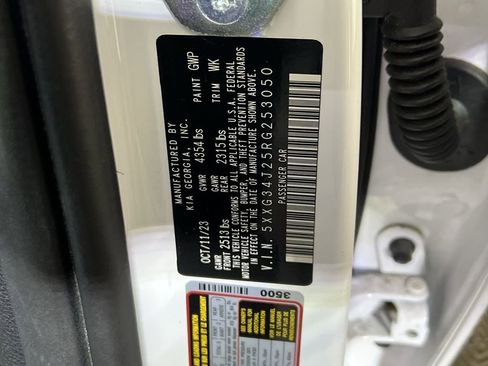 MANUFACTURED BY
KIA GEORGIA, INC.
OCT/11/23 GVWR 4354 lbs PAINT GWP
GAWR FRONT 2513 lbs GAWR REAR 2315 lbs TRIM WK
THIS VEHICLE CONFORMS TO ALL APPLICABLE U.S.A. FEDERAL
MOTOR VEHICLE SAFETY, BUMPER, AND THEFT PREVENTION STANDARDS
IN EFFECT ON THE DATE OF MANUFACTURE SHOWN ABOVE.
V.I.N. 5XXG34J25RG253050
PASSENGER CAR
3500